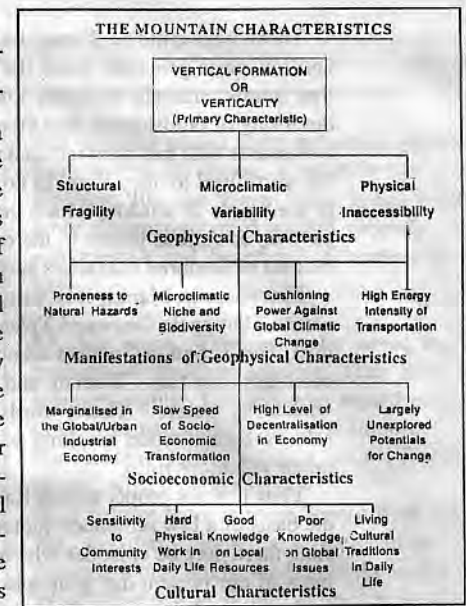 THE MOUNTAIN CHARACTERISTICS
VERTICAL FORMATION
OR
VERTICALITY
(Primary Characteristic)
Structural Microclimatic Physical
Fragility Variability Inaccessibility
Geophysical Characteristics
Proneness to Microclimatic Cushioning High Energy
Natural Hazards Niche and Power Against Intensity of
Biodiversity Global Climatic Transportation
Change
Manifestations of Geophysical Characteristics
Marginalised in Slow Speed High Level of Largely
the Global/Urban of Socio- Decentralisation Unexplored
Industrial Economic in Economy Potentials
Economy Transformation for Change
Socioeconomic Characteristics
Sensitivity Hard Good Poor Living
to Physical Knowledge Knowledge Cultural
Community Work in on Local on Global Traditions
Interests Daily Life Resources Issues in Daily
Life
Cultural Characteristics